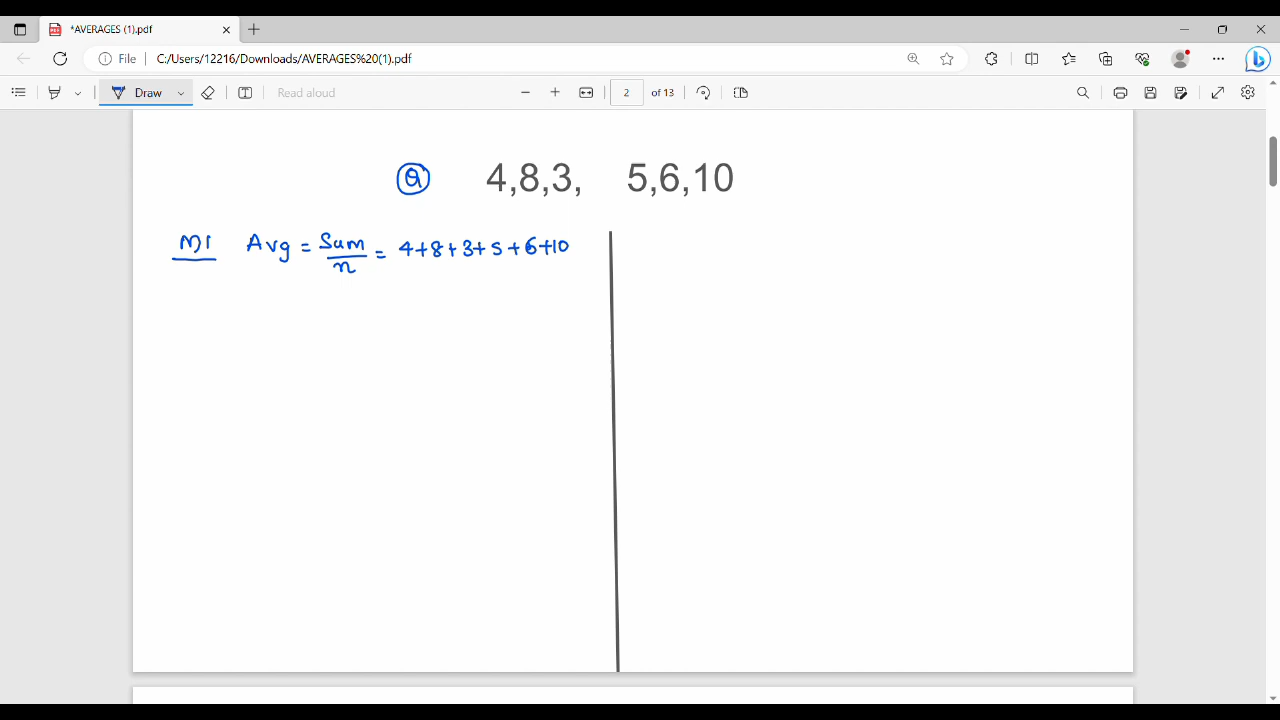 *AVERAGES (1).pdf
File C:/Users/12216/Downloads/AVERAGES%20(1).pdf
Draw Read aloud 2 of 13
Q 4,8,3, 5,6,10
M1 Avg = Sum/n = 4+8+3+5+6+10